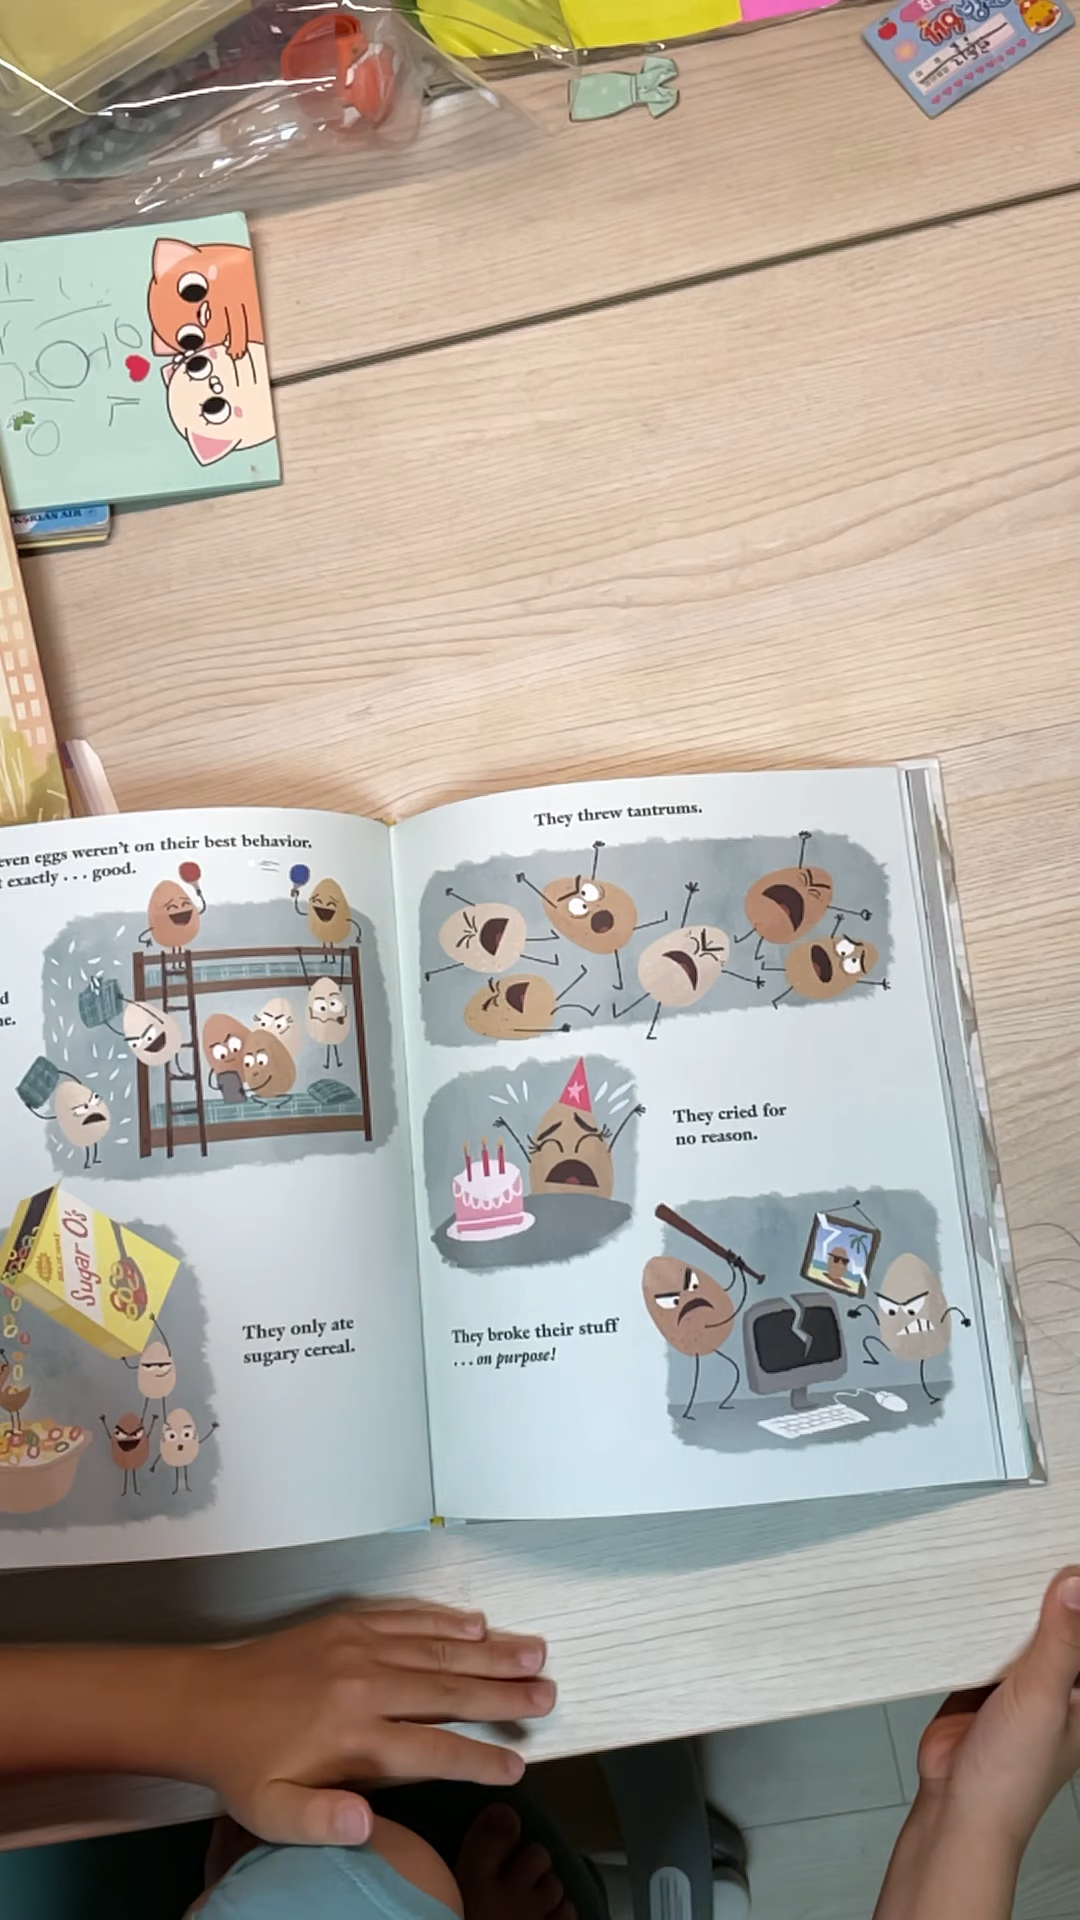 119
KOREAN AIR
even eggs weren't on their best behavior.
exactly . . . good.
They threw tantrums.
They cried for
no reason.
Sugar O's
They only ate
sugary cereal.
They broke their stuff
. . . on purpose!